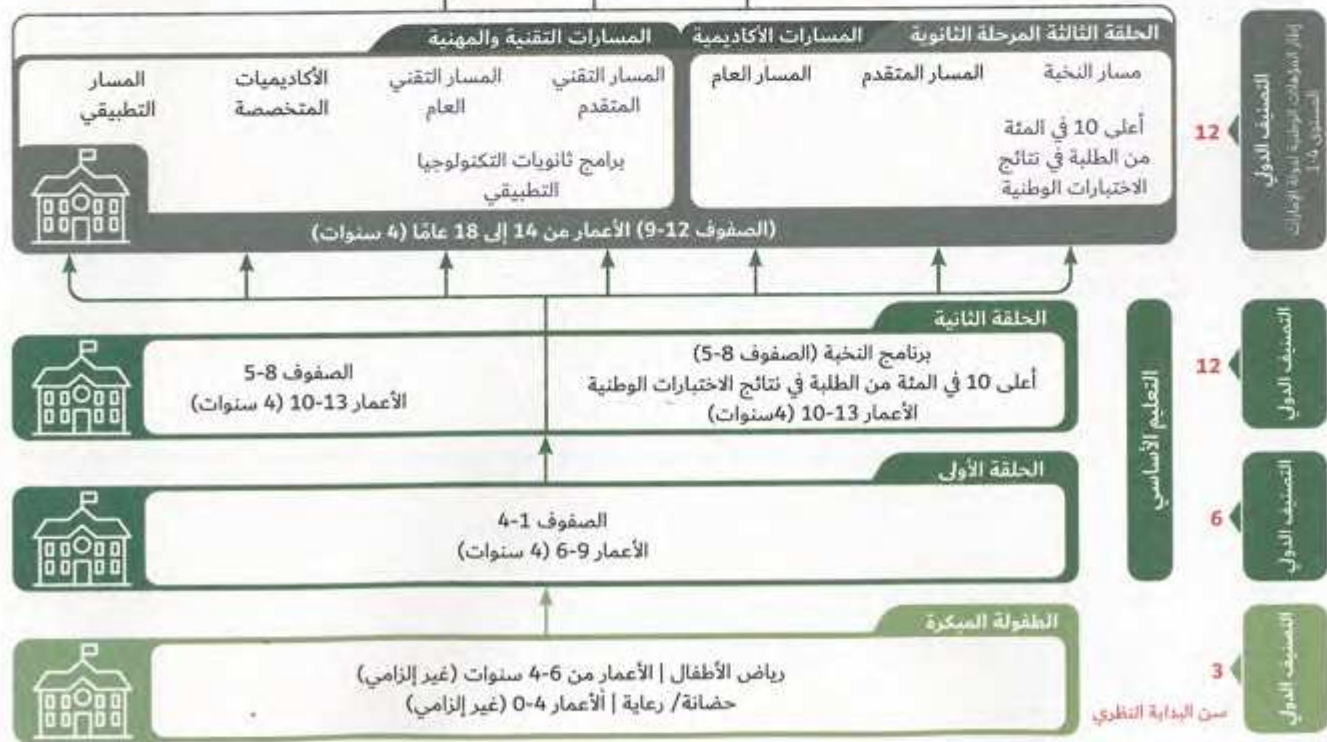 الحلقة الثالثة المرحلة الثانوية
المسارات الأكاديمية
المسارات التقنية والمهنية
مسار النخبة
المسار المتقدم
المسار العام
المسار التقني
المتقدم
المسار التقني
العام
الأكاديميات
المتخصصة
المسار
التطبيقي
أعلى 10 في المئة
من الطلبة في نتائج
الاختبارات الوطنية
برامج ثانويات التكنولوجيا
التطبيقي
(الصفوف 12-9) الأعمار من 14 إلى 18 عامًا (4 سنوات)
12
التصنيف الدولي
إطار المؤهلات الوطنية لدولة الإمارات
الحلقة الثانية
برنامج النخبة (الصفوف 8-5)
أعلى 10 في المئة من الطلبة في نتائج الاختبارات الوطنية
الأعمار 13-10 (4سنوات)
الصفوف 8-5
الأعمار 13-10 (4 سنوات)
التعليم الأساسي
12
التصنيف الدولي
الحلقة الأولى
الصفوف 1-4
الأعمار 9-6 (4 سنوات)
6
التصنيف الدولي
الطفولة المبكرة
رياض الأطفال | الأعمار من 6-4 سنوات (غير إلزامي)
حضانة/ رعاية | ألأعمار 4-0 (غير إلزامي)
3
سن البداية النظري
التصنيف الدولي